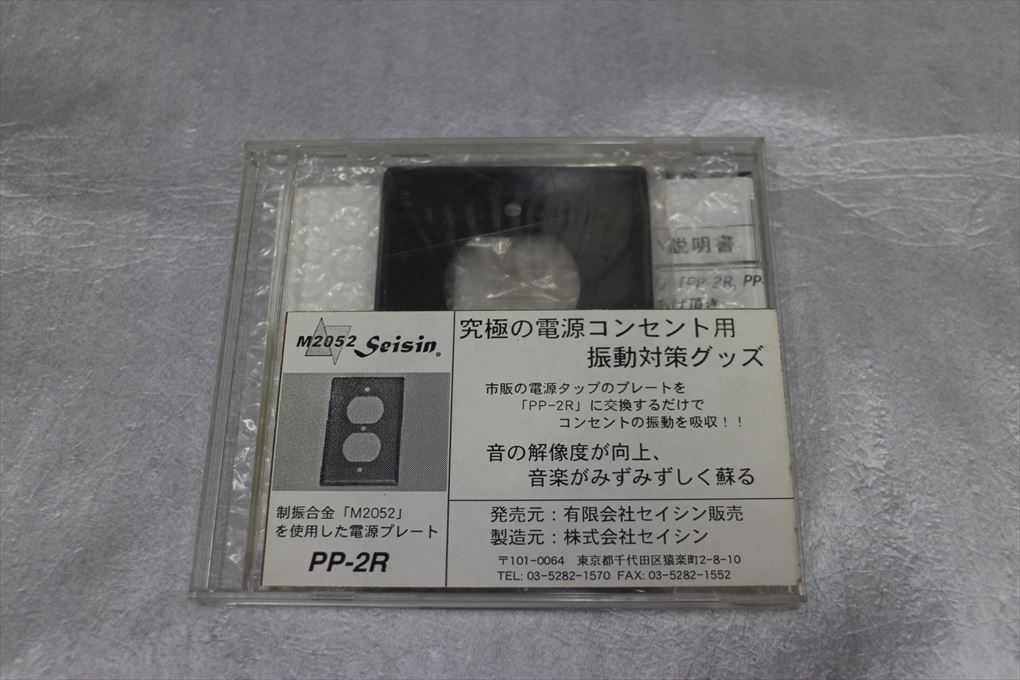 説明書
「PP-2R, PP-
あげ頂き
M2052 Seisin
究極の電源コンセント用
振動対策グッズ
市販の電源タップのプレートを
「PP-2R」に交換するだけで
コンセントの振動を吸収!!
音の解像度が向上、
音楽がみずみずしく蘇る
制振合金「M2052」
を使用した電源プレート
PP-2R
発売元:有限会社セイシン販売
製造元:株式会社セイシン
〒101-0064 東京都千代田区猿楽町2-8-10
TEL: 03-5282-1570 FAX: 03-5282-1552